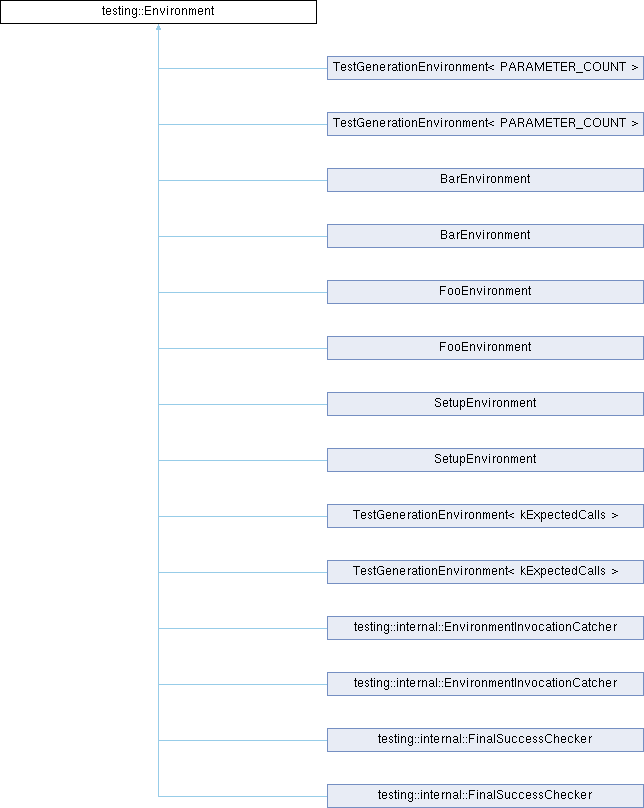 testing::Environment
TestGenerationEnvironment< PARAMETER_COUNT >
TestGenerationEnvironment< PARAMETER_COUNT >
BarEnvironment
BarEnvironment
FooEnvironment
FooEnvironment
SetupEnvironment
SetupEnvironment
TestGenerationEnvironment< kExpectedCalls >
TestGenerationEnvironment< kExpectedCalls >
testing::internal::EnvironmentInvocationCatcher
testing::internal::EnvironmentInvocationCatcher
testing::internal::FinalSuccessChecker
testing::internal::FinalSuccessChecker